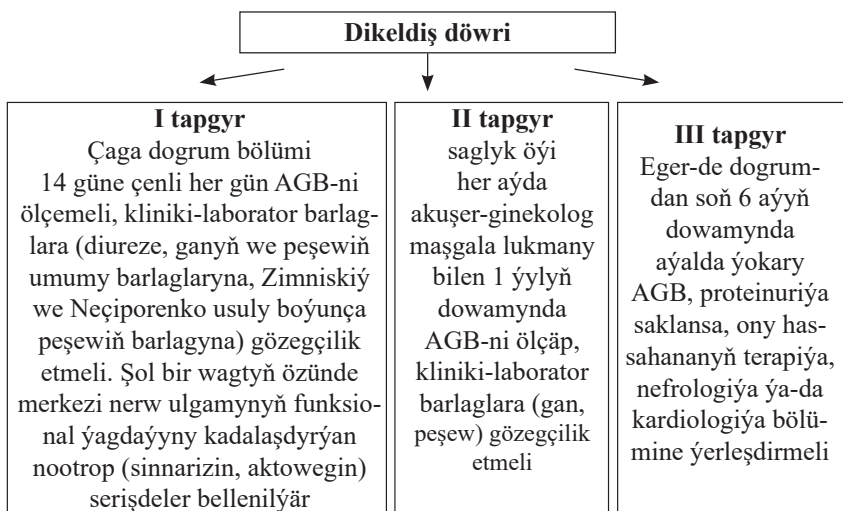 Dikeldiş döwri
I tapgyr
Çaga dogrum bölümi
14 güne çenli her gün AGB-ni
ölçemeli, kliniki-laborator barlag-
lara (diureze, ganyň we peşewiň
umumy barlaglaryna, Zimniskiý
we Neçiporenko usuly boýunça
peşewiň barlagyna) gözegçilik
etmeli. Şol bir wagtyň özünde
merkezi nerw ulgamynyň funksio-
nal ýagdaýyny kadalaşdyrýan
nootrop (sinnarizin, aktowegin)
serişdeler bellenilýär
II tapgyr
saglyk öýi
her aýda
akuşer-ginekolog
maşgala lukmany
bilen 1 ýylyň
dowamynda
AGB-ni ölçäp,
kliniki-laborator
barlaglara (gan,
peşew) gözegçilik
etmeli
III tapgyr
Eger-de dogrum-
dan soň 6 aýyň
dowamynda
aýalda ýokary
AGB, proteinuriýa
saklansa, ony has-
sahananyň terapiýa,
nefrologiýa ýa-da
kardiologiýa bölü-
mine ýerleşdirmeli